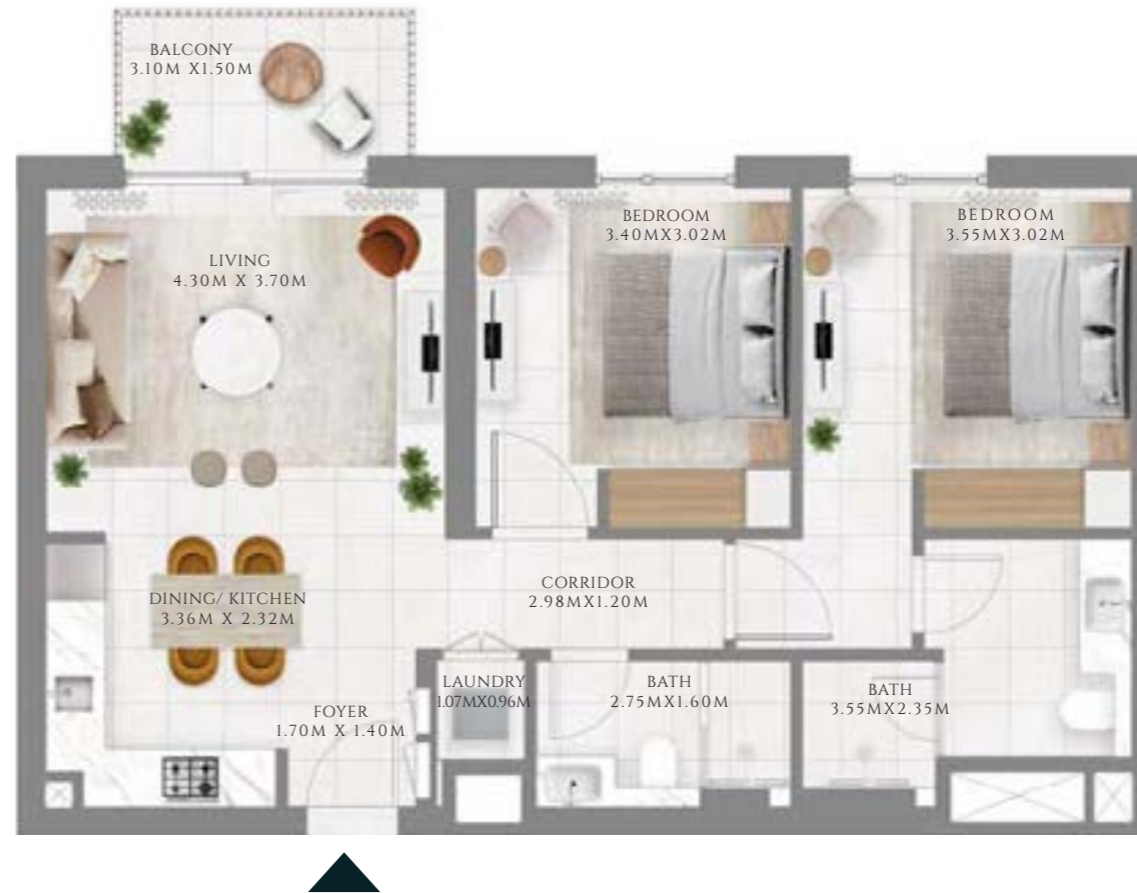 BALCONY
3.10M X1.50M
LIVING
4.30M X 3.70M
BEDROOM
3.40MX3.02M
BEDROOM
3.55MX3.02M
DINING/ KITCHEN
3.36M X 2.32M
CORRIDOR
2.98MX1.20M
FOYER
1.70M X 1.40M
LAUNDRY
1.07MX0.96M
BATH
2.75MX1.60M
BATH
3.55MX2.35M